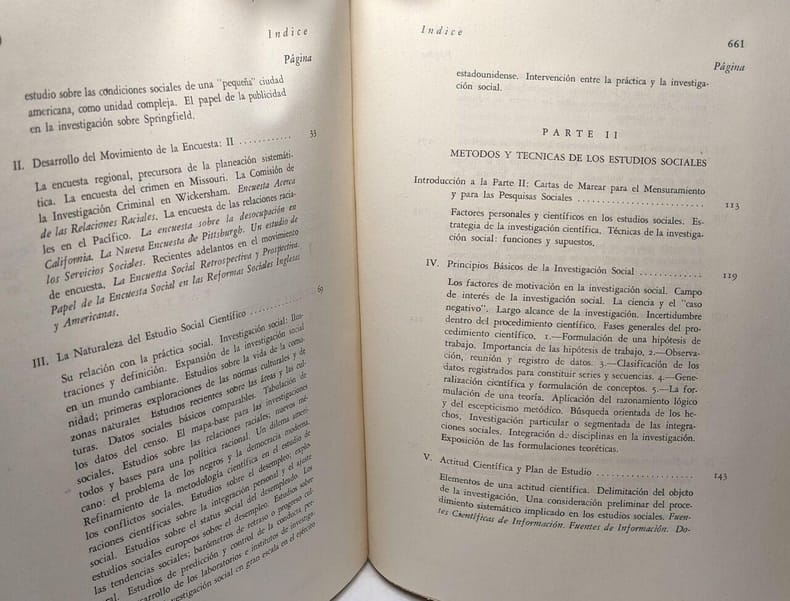 Indice
Página
estudio sobre las condiciones sociales de una "pequeña" ciudad
americana, como unidad compleja. El papel de la publicidad
en la investigación sobre Springfield.
II. Desarrollo del Movimiento de la Encuesta: II ........... 33
La encuesta regional, precursora de la planeación sistemáti-
tica. La encuesta del crimen en Missouri. La Comisión de
la Investigación Criminal en Wickersham. Encuesta Acerca
de las Relaciones Raciales. La encuesta de las relaciones racia-
les en el Pacífico. La encuesta sobre la desocupación en
California. La Nueva Encuesta de Pittsburgh. Un estudio de
los Servicios Sociales. Recientes adelantos en el movimiento
de encuesta. La Encuesta Social Retrospectiva y Prospectiva.
Papel de la Encuesta Social en las Reformas Sociales Inglesas
y Americanas.
III. La Naturaleza del Estudio Social Científico ........... 69
Su relación con la práctica social. Investigación social: Ilus-
traciones y definición. Expansión de la investigación social
en un mundo cambiante. Estudios sobre la vida de la comu-
nidad; primeras exploraciones de las normas culturales y de
zonas naturales Estudios recientes sobre las áreas y las cul-
turas. Datos sociales básicos comparables. Tabulación de
los datos del censo. El mapa-base para las investigaciones
sociales. Estudios sobre las relaciones raciales; nuevos mé-
todos y bases para una política racional. Un dilema ameri-
cano: el problema de los negros y la democracia moderna.
Refinamiento de la metodología científica en el estudio de
los conflictos sociales. Estudios sobre el desempleo; explo-
raciones científicas sobre la integración personal y el ajuste
social. Estudios sobre el status social del desempleado. Los
estudios sociales europeos sobre el desempleo. Estudios sobre
las tendencias sociales; barómetros de retraso o progreso cul-
ral. Estudios de predicción y control de la conducta per-
sarrollo de los laboratorios e institutos de investiga-
stigación social en gran escala en el ejército
Indice
661
Página
estadounidense. Intervención entre la práctica y la investiga-
ción social.
PARTE II
METODOS Y TECNICAS DE LOS ESTUDIOS SOCIALES
Introducción a la Parte II: Cartas de Marear para el Mensuramiento
y para las Pesquisas Sociales ........................ 113
Factores personales y científicos en los estudios sociales. Es-
trategia de la investigación científica. Técnicas de la investiga-
ción social: funciones y supuestos.
IV. Principios Básicos de la Investigación Social ............ 119
Los factores de motivación en la investigación social. Campo
de interés de la investigación social. La ciencia y el "caso
negativo". Largo alcance de la investigación. Incertidumbre
dentro del procedimiento científico. Fases generales del pro-
cedimiento científico, 1.—Formulación de una hipótesis de
trabajo. Importancia de las hipótesis de trabajo, 2.—Observa-
ción, reunión y registro de datos. 3.—Clasificación de los
datos registrados para constituir series y secuencias. 4.—Gene-
ralización científica y formulación de conceptos. 5.—La for-
mulación de una teoría. Aplicación del razonamiento lógico
y del escepticismo metódico. Búsqueda orientada de los he-
chos, Investigación particular o segmentada de las integra-
ciones sociales. Integración de disciplinas en la investigación.
Exposición de las formulaciones teoréticas.
V. Actitud Científica y Plan de Estudio .................. 143
Elementos de una actitud científica. Delimitación del objeto
de la investigación. Una consideración preliminar del proce-
dimiento sistemático implicado en los estudios sociales. Fuen-
tes Científicas de Información. Fuentes de Información. Do-